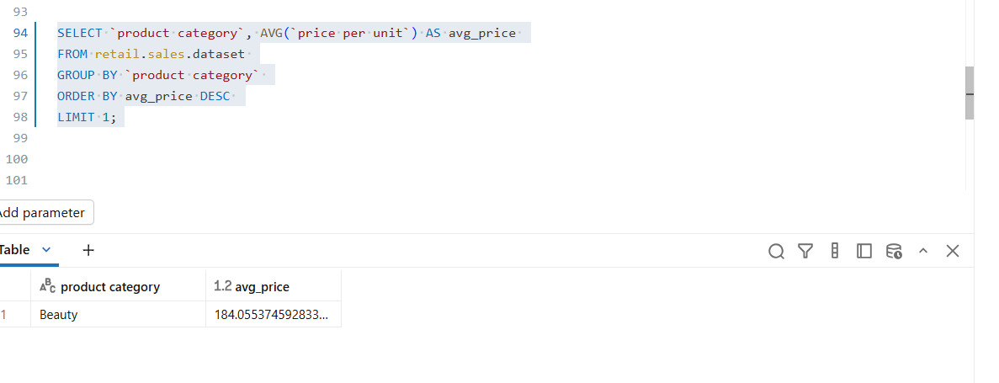 93
94 SELECT `product category`, AVG(`price per unit`) AS avg_price
95 FROM retail.sales.dataset
96 GROUP BY `product category`
97 ORDER BY avg_price DESC
98 LIMIT 1;
99
100
101
Add parameter
Table +
ABC product category 1.2 avg_price
1 Beauty 184.055374592833...